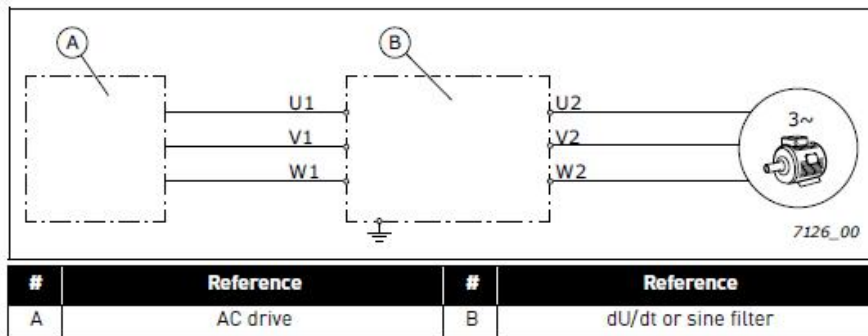 A
B
U1
U2
V1
V2
W1
W2
3~
7126_00
# Reference # Reference
A AC drive B dU/dt or sine filter